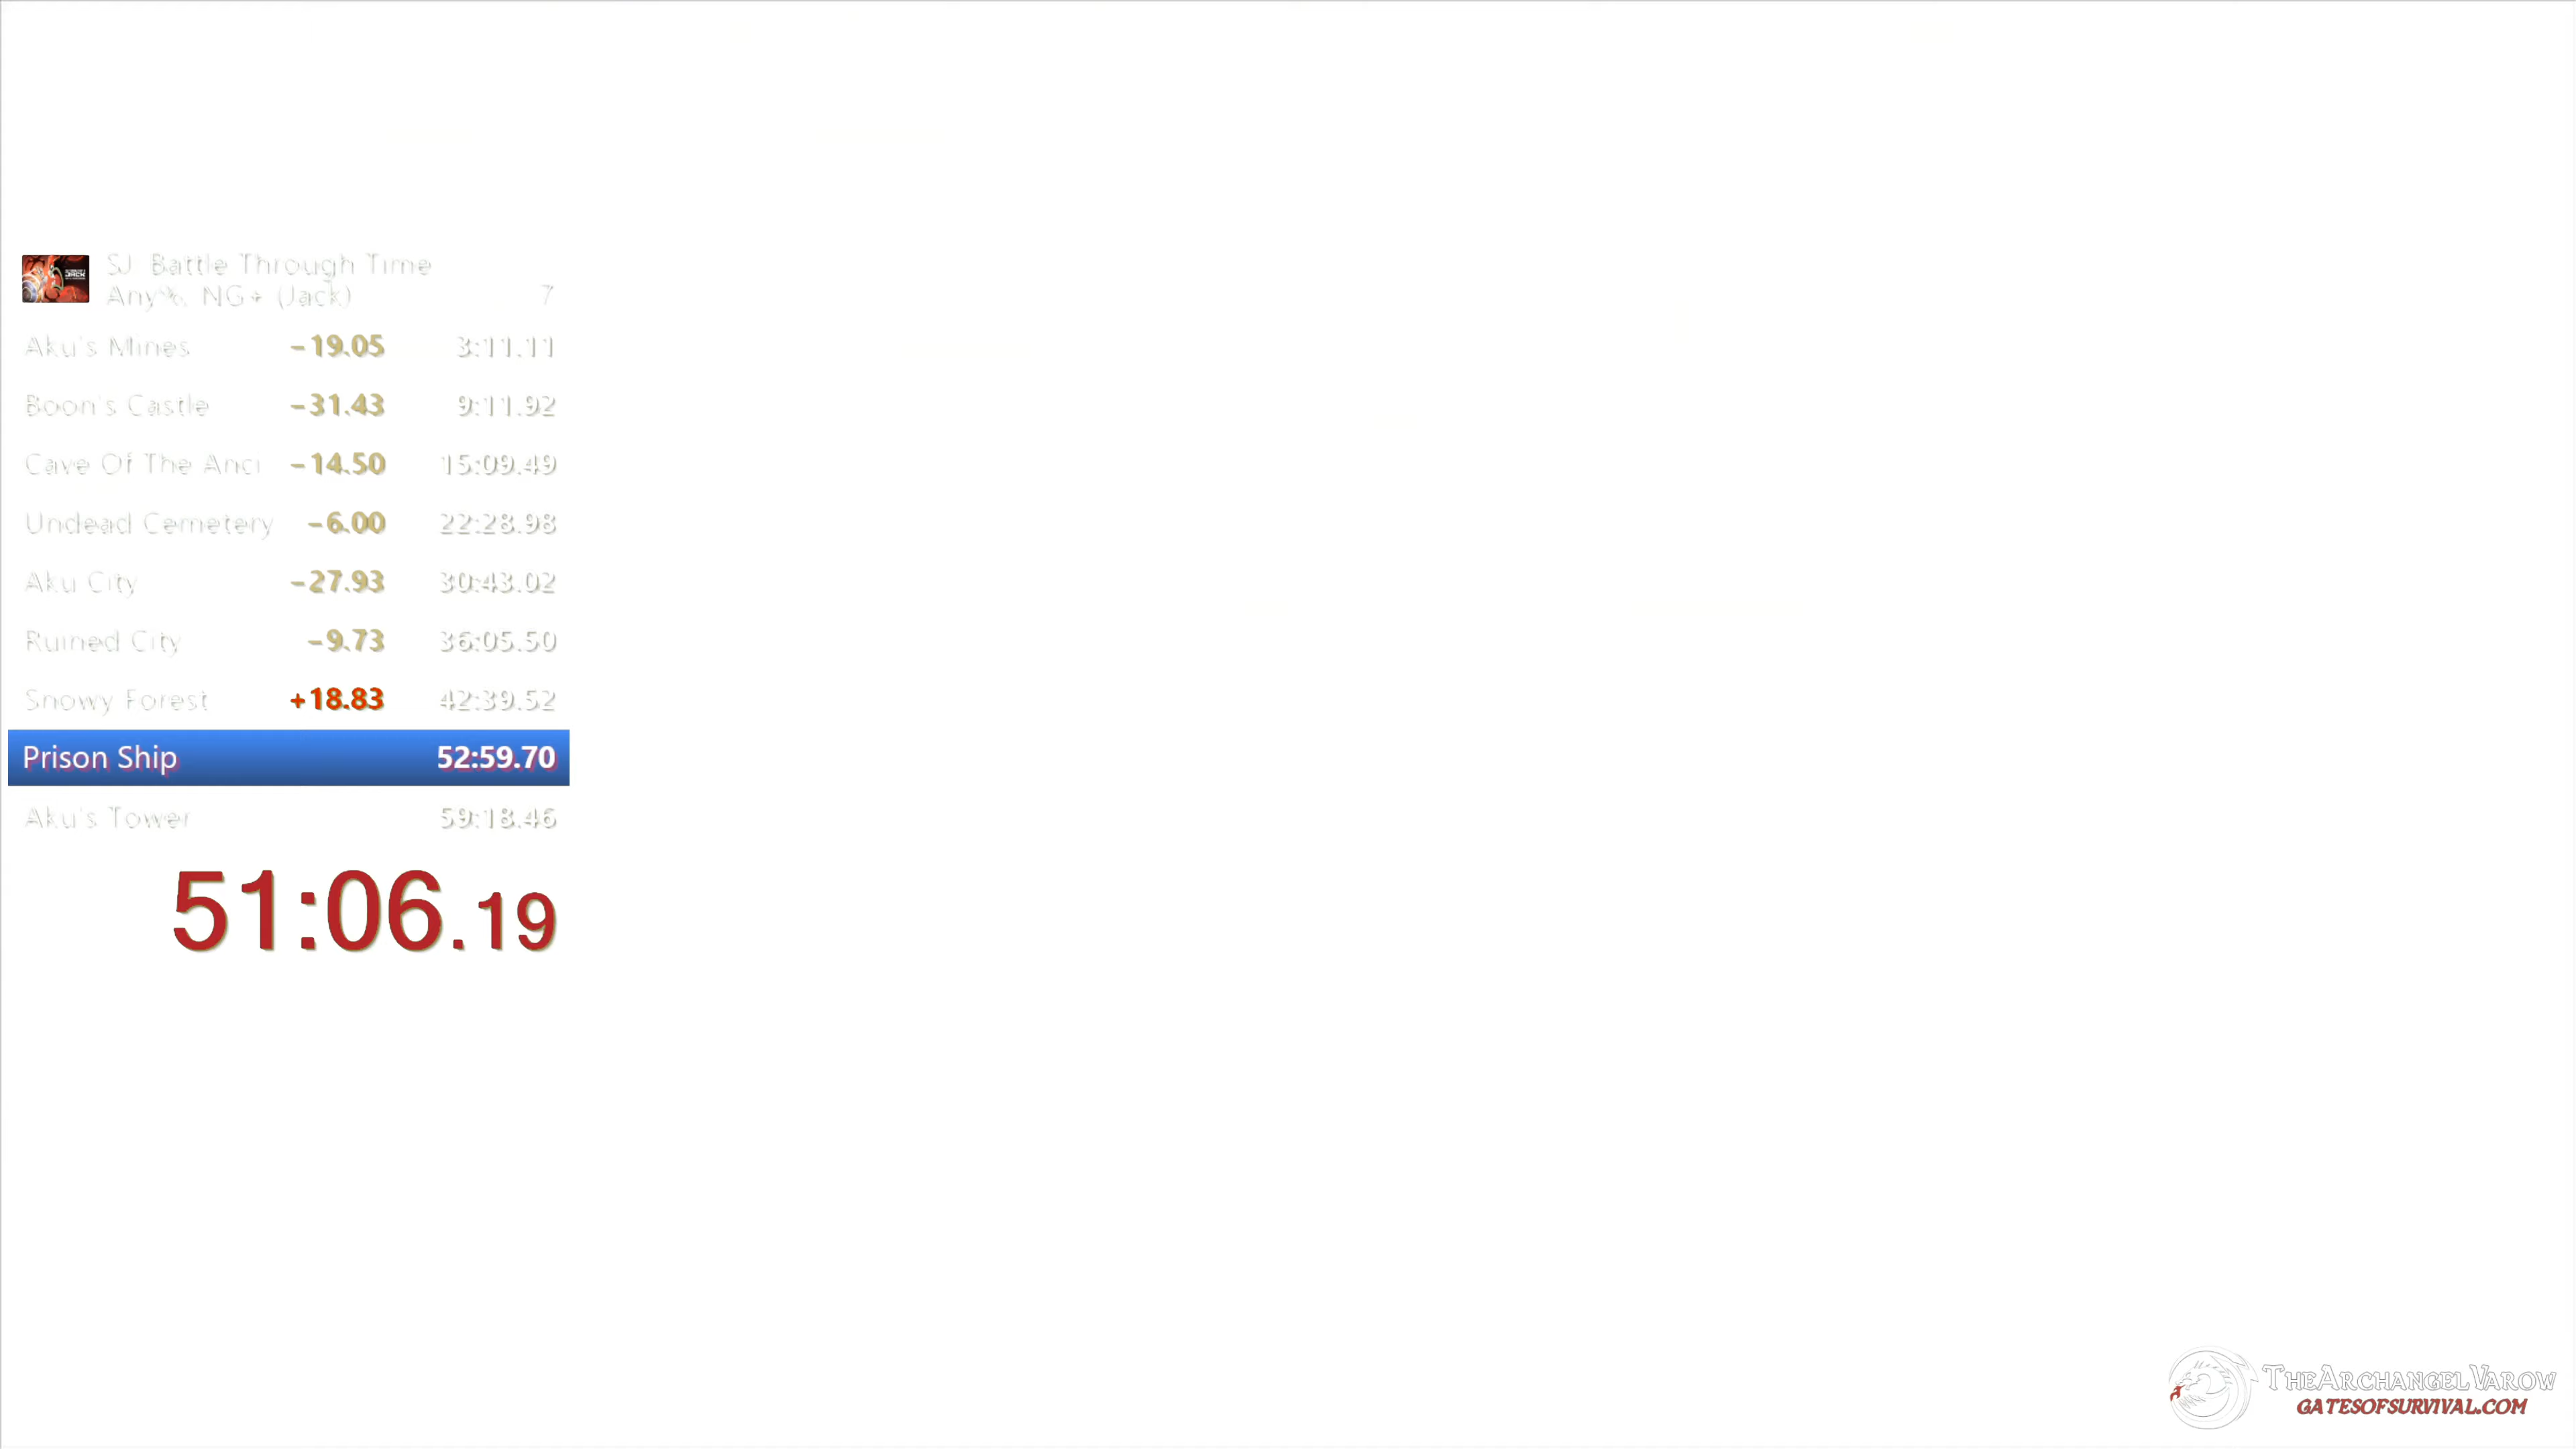 SJ Battle Through Time
Any% NG+ (Jack) 7
Aku's Mines -19.05 3:11.11
Boon's Castle -31.43 9:11.92
Cave Of The Anci -14.50 15:09.49
Undead Cemetery -6.00 22:28.98
Aku City -27.93 30:43.02
Ruined City -9.73 36:05.50
Snowy Forest +18.83 42:39.52
Prison Ship 52:59.70
Aku's Tower 59:18.46
51:06.19
THEARCHANGELVAROW
GATESOFSURVIVAL.COM